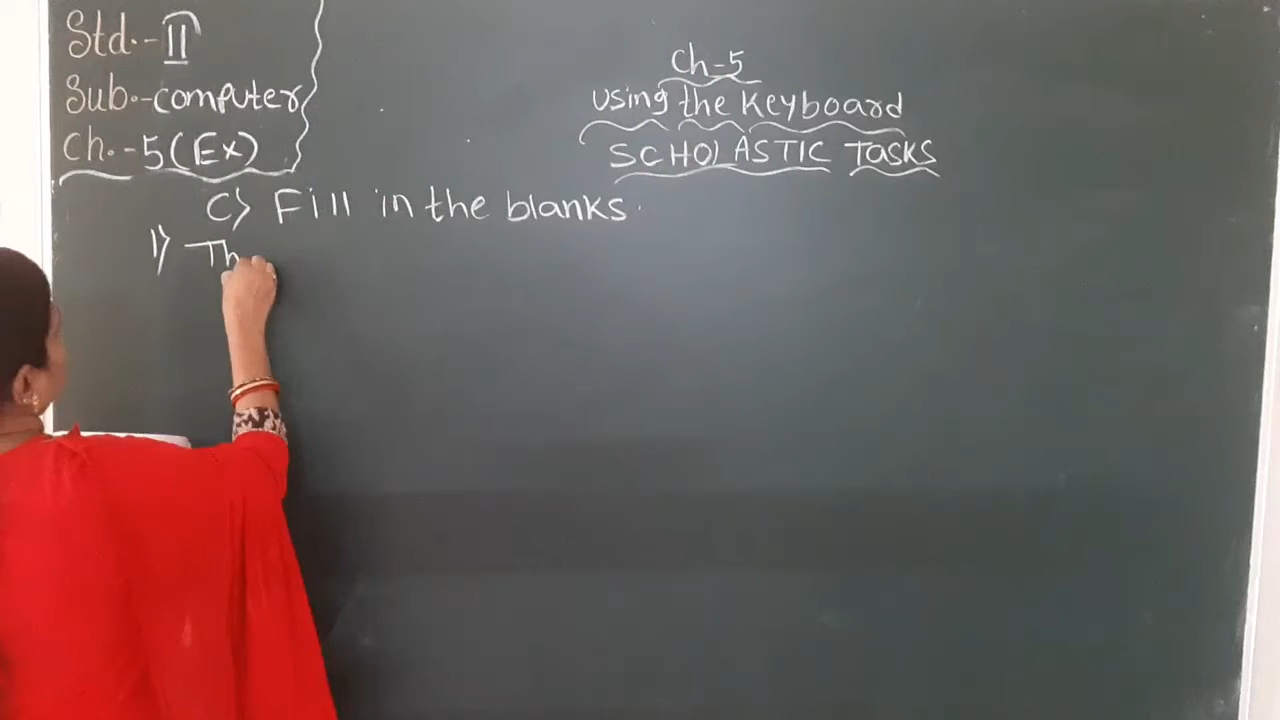 Std.-II
Sub.-computer
Ch.-5(Ex)
Ch-5
using the Keyboard
SCHOLASTIC TASKS
C) Fill in the blanks.
1) Th